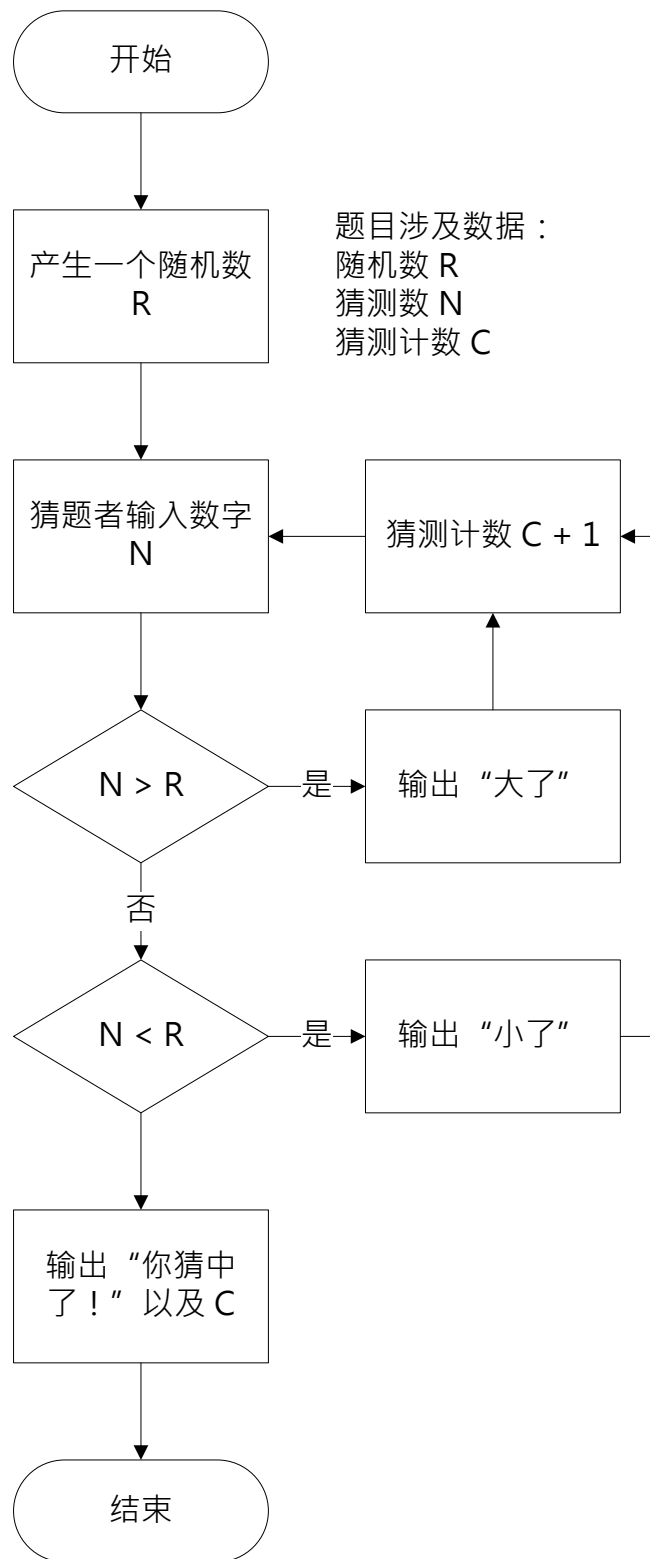 开始
产生一个随机数
R
题目涉及数据：
随机数 R
猜测数 N
猜测计数 C
猜题者输入数字
N
猜测计数 C + 1
N > R
是
输出“大了”
否
N < R
是
输出“小了”
输出“你猜中
了！”以及 C
结束